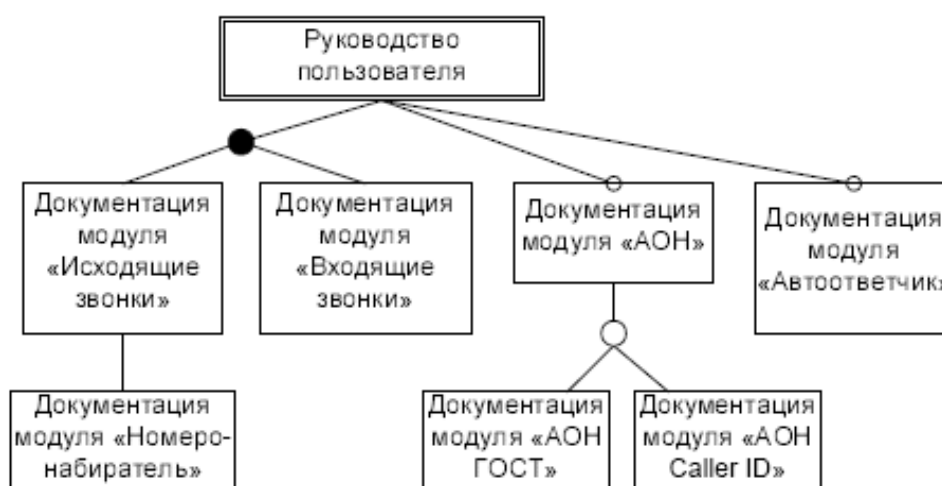 Руководство
пользователя
Документация
модуля
«Исходящие
звонки»
Документация
модуля
«Входящие
звонки»
Документация
модуля «АОН»
Документация
модуля
«Автоответчик»
Документация
модуля «Номеро-
набиратель»
Документация
модуля «АОН
ГОСТ»
Документация
модуля «АОН
Caller ID»